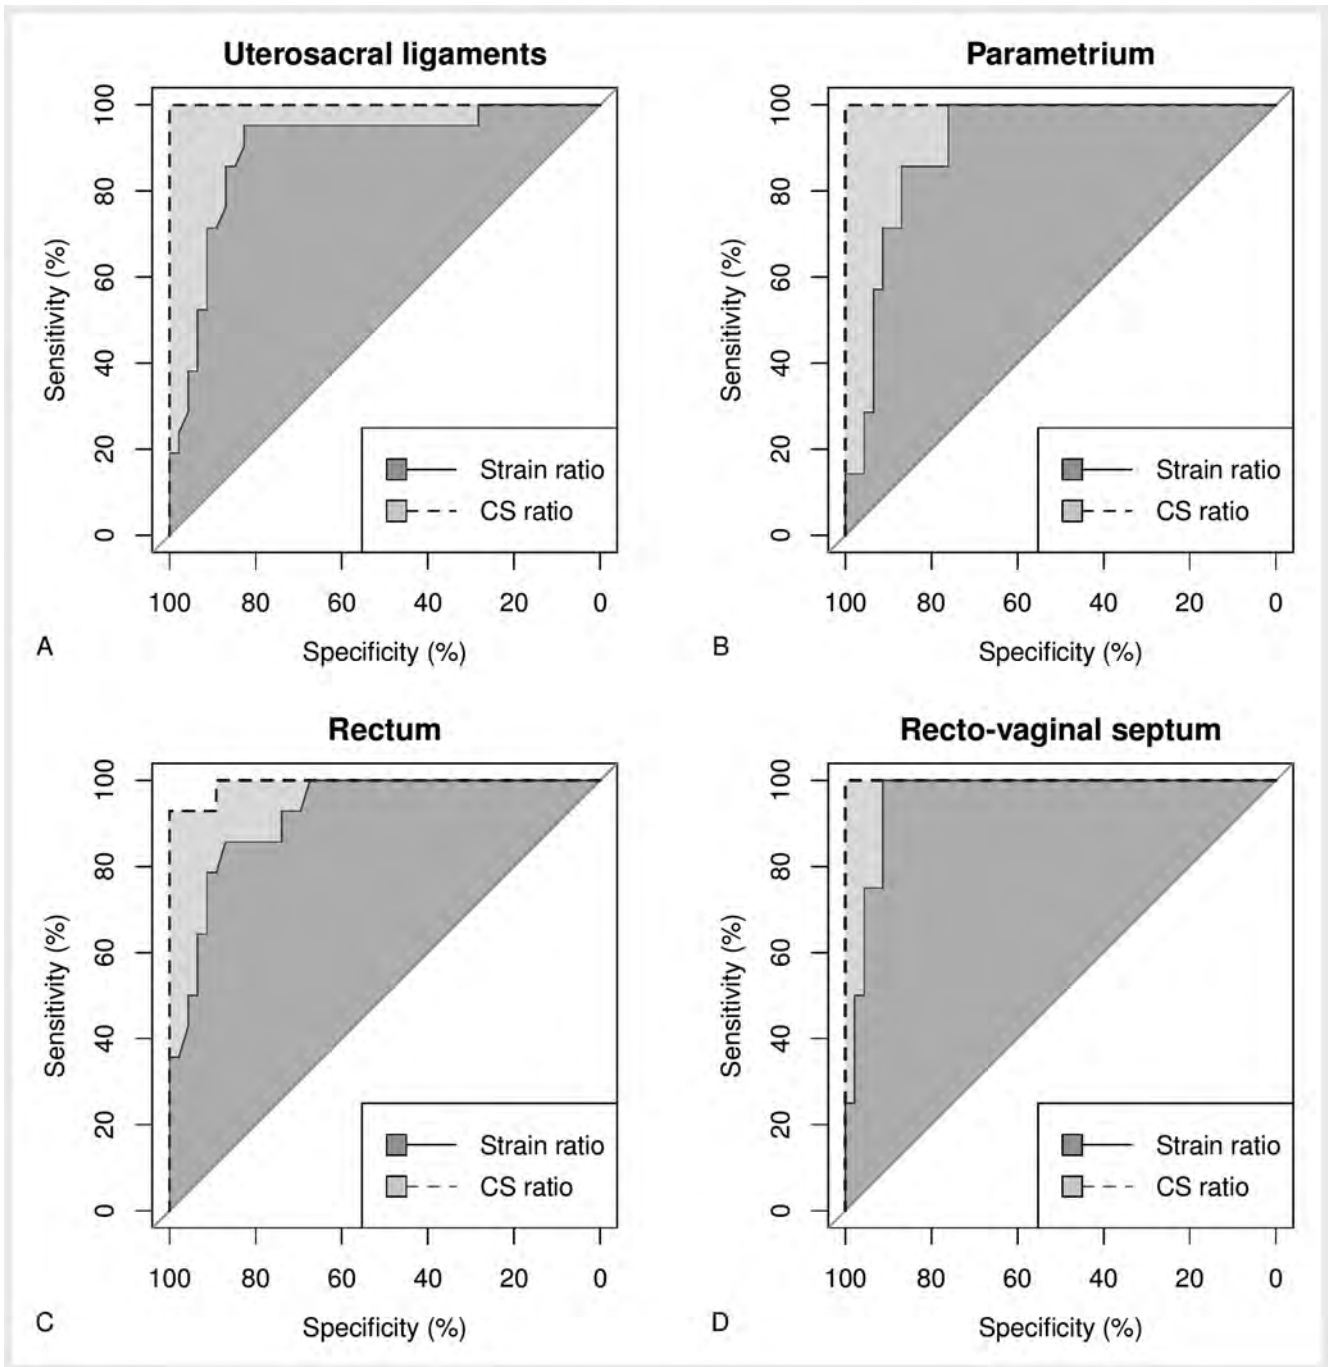 Uterosacral ligaments
Sensitivity (%)
0 20 40 60 80 100
Strain ratio
CS ratio
100 80 60 40 20 0
Specificity (%)
A
Parametrium
Sensitivity (%)
0 20 40 60 80 100
Strain ratio
CS ratio
100 80 60 40 20 0
Specificity (%)
B
Rectum
Sensitivity (%)
0 20 40 60 80 100
Strain ratio
CS ratio
100 80 60 40 20 0
Specificity (%)
C
Recto-vaginal septum
Sensitivity (%)
0 20 40 60 80 100
Strain ratio
CS ratio
100 80 60 40 20 0
Specificity (%)
D